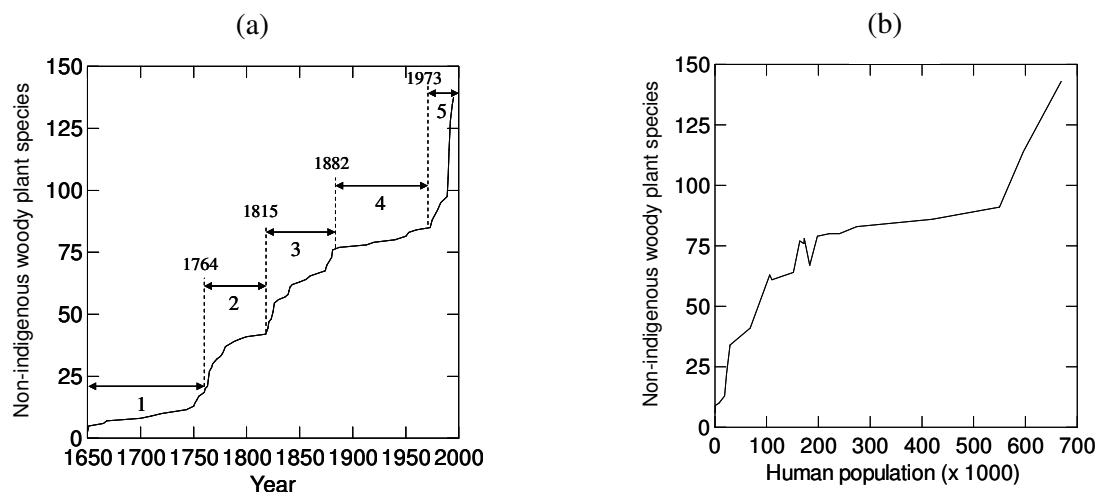 (a)
Non-indigenous woody plant species
150
125
100
75
50
25
0
1973
5
1882
4
1815
3
1764
2
1
1650 1700 1750 1800 1850 1900 1950 2000
Year
(b)
Non-indigenous woody plant species
150
125
100
75
50
25
0
0 100 200 300 400 500 600 700
Human population (x 1000)